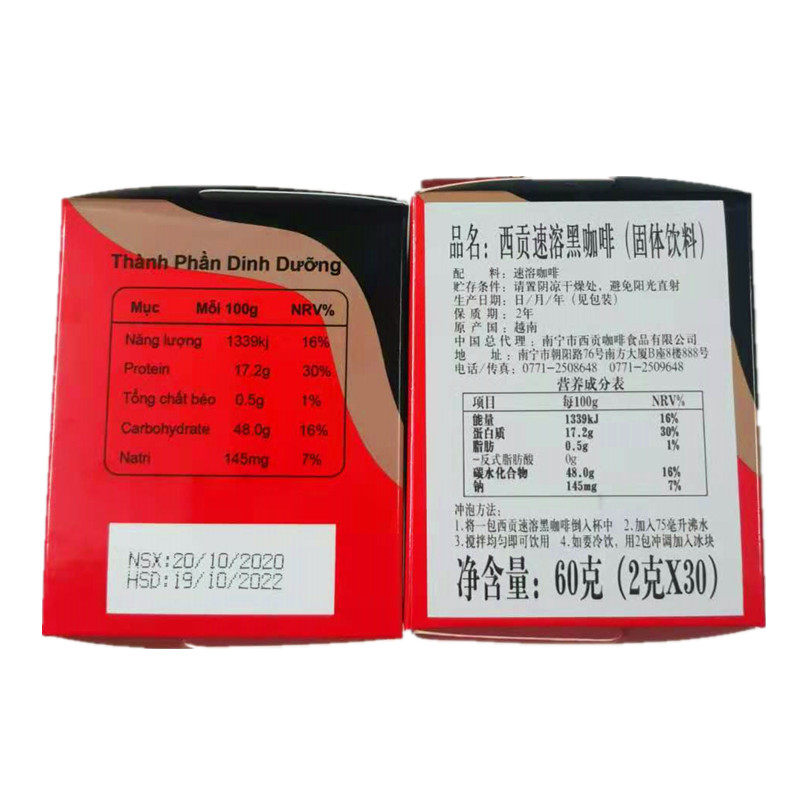 Thành Phần Dinh Dưỡng
Mục Mỗi 100g NRV%
Năng lượng 1339kj 16%
Protein 17.2g 30%
Tổng chất béo 0.5g 1%
Carbohydrate 48.0g 16%
Natri 145mg 7%
NSX:20/10/2020
HSD:19/10/2022
品名：西贡速溶黑咖啡（固体饮料）
配 料：速溶咖啡
贮存条件：请置阴凉干燥处，避免阳光直射
生产日期：日/月/年（见包装）
保 质 期：2年
原 产 国：越南
中国总代理：南宁市西贡咖啡食品有限公司
地 址：南宁市朝阳路76号南方大厦B座8楼888号
电话/传真：0771-2508648 0771-2509648
营养成分表
项目 每100g NRV%
能量 1339kJ 16%
蛋白质 17.2g 30%
脂肪 0.5g 1%
-反式脂肪酸 0g
碳水化合物 48.0g 16%
钠 145mg 7%
冲泡方法：
1.将一包西贡速溶黑咖啡倒入杯中 2.加入75毫升沸水
3.搅拌均匀即可饮用 4.如要冷饮，用2包冲调加入冰块
净含量：60克（2克X30）